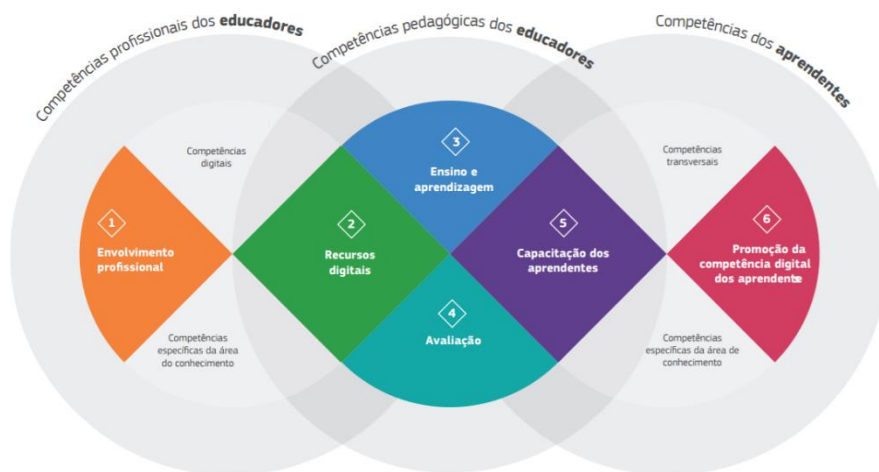 Competências profissionais dos educadores
Competências pedagógicas dos educadores
Competências dos aprendentes
1
Envolvimento
profissional
Competências
digitais
Competências
específicas da área
do conhecimento
2
Recursos
digitais
3
Ensino e
aprendizagem
4
Avaliação
5
Capacitação dos
aprendentes
Competências
transversais
Competências
específicas da área de
conhecimento
6
Promoção da
competência digital
dos aprendentes